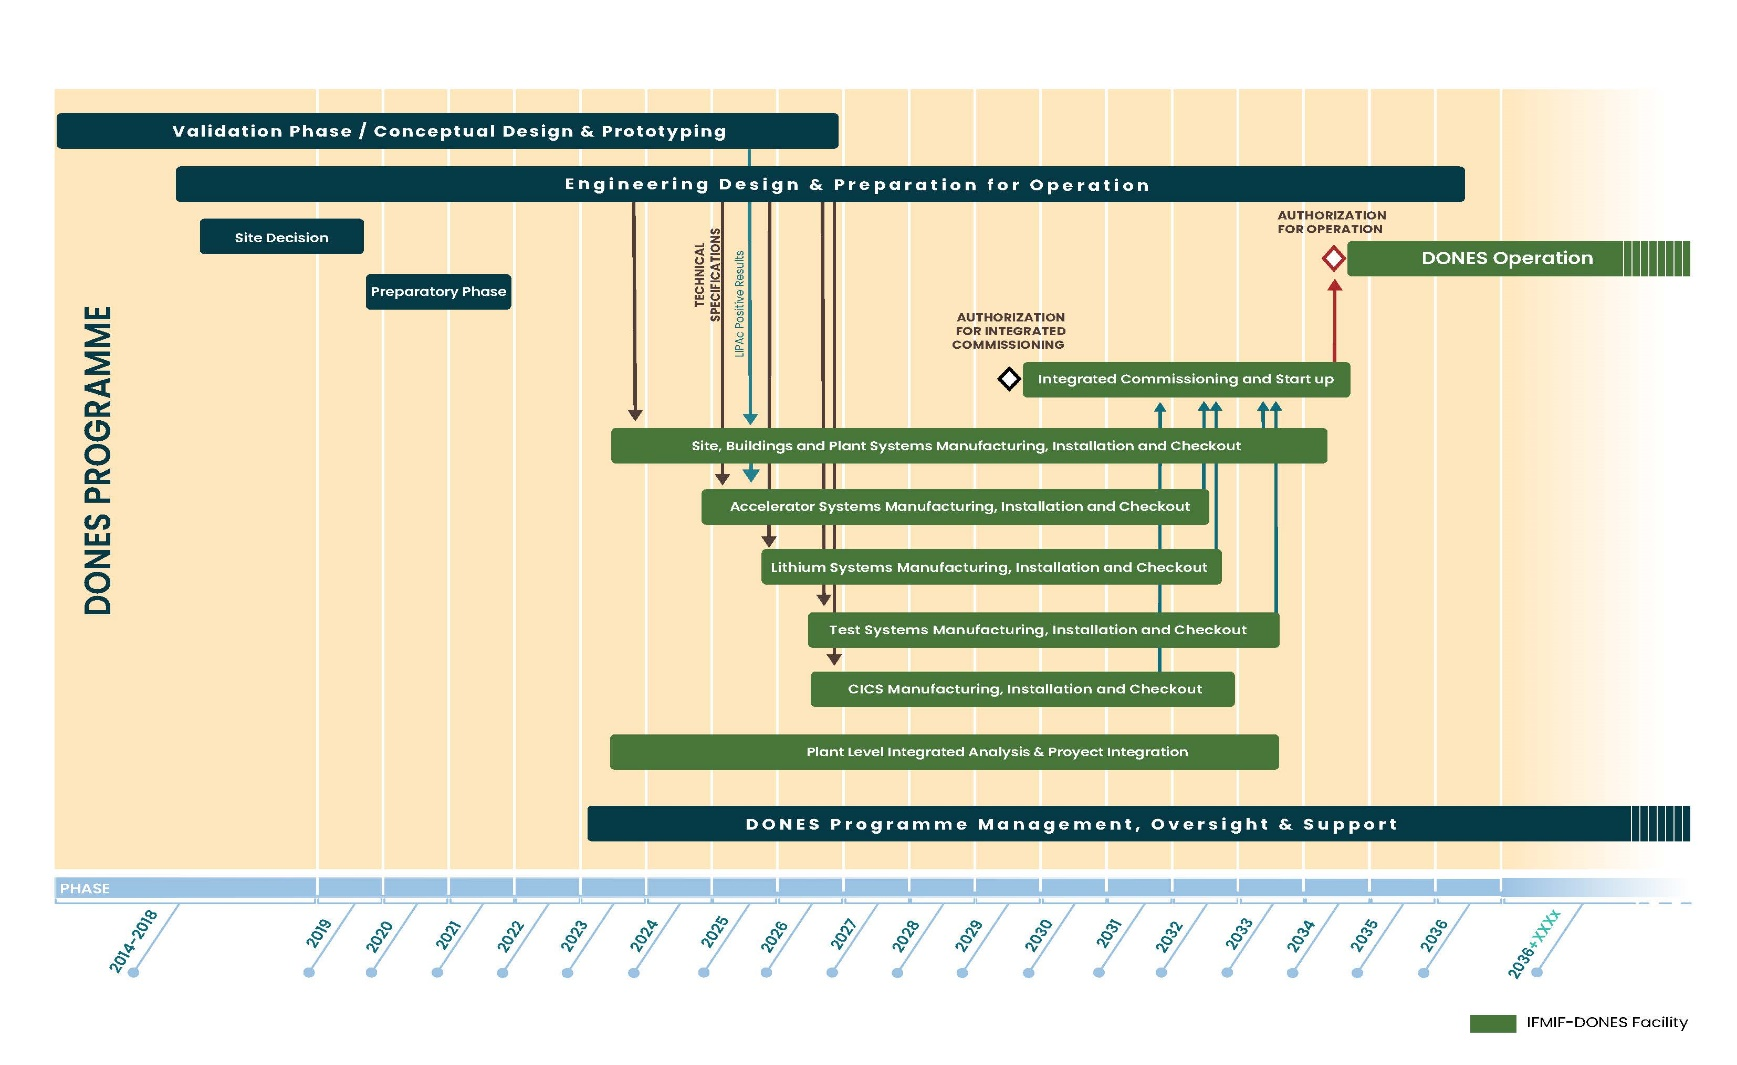 Validation Phase / Conceptual Design & Prototyping
Engineering Design & Preparation for Operation
Site Decision
AUTHORIZATION
FOR OPERATION
DONES Operation
Preparatory Phase
TECHNICAL
SPECIFICATIONS
LIPAc Positive Results
DONES PROGRAMME
AUTHORIZATION
FOR INTEGRATED
COMMISSIONING
Integrated Commissioning and Start up
Site, Buildings and Plant Systems Manufacturing, Installation and Checkout
Accelerator Systems Manufacturing, Installation and Checkout
Lithium Systems Manufacturing, Installation and Checkout
Test Systems Manufacturing, Installation and Checkout
CICS Manufacturing, Installation and Checkout
Plant Level Integrated Analysis & Proyect Integration
DONES Programme Management, Oversight & Support
PHASE
2014-2018
2019
2020
2021
2022
2023
2024
2025
2026
2027
2028
2029
2030
2031
2032
2033
2034
2035
2036
2036+XXXx
IFMIF-DONES Facility